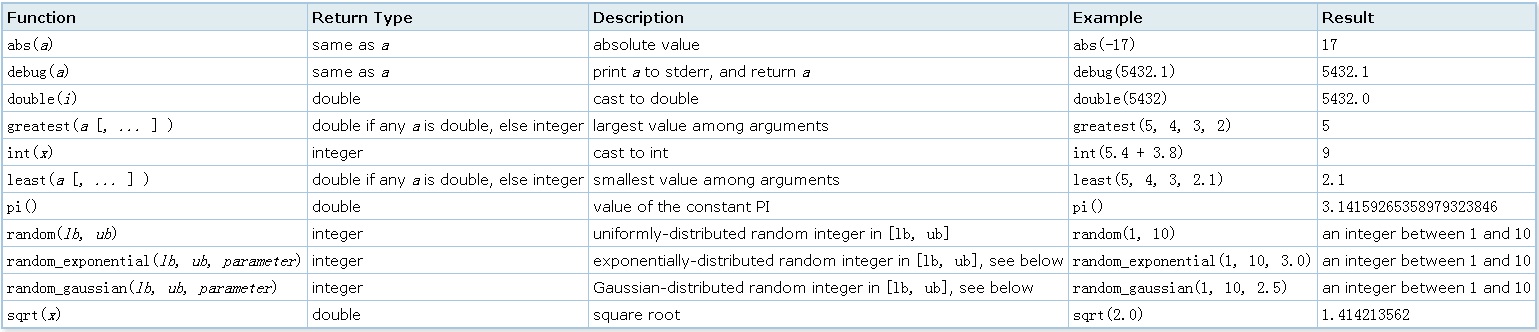 Function Return Type Description Example Result
abs(a) same as a absolute value abs(-17) 17
debug(a) same as a print a to stderr, and return a debug(5432.1) 5432.1
double(i) double cast to double double(5432) 5432.0
greatest(a [, ... ] ) double if any a is double, else integer largest value among arguments greatest(5, 4, 3, 2) 5
int(x) integer cast to int int(5.4 + 3.8) 9
least(a [, ... ] ) double if any a is double, else integer smallest value among arguments least(5, 4, 3, 2.1) 2.1
pi() double value of the constant PI pi() 3.14159265358979323846
random(lb, ub) integer uniformly-distributed random integer in [lb, ub] random(1, 10) an integer between 1 and 10
random_exponential(lb, ub, parameter) integer exponentially-distributed random integer in [lb, ub], see below random_exponential(1, 10, 3.0) an integer between 1 and 10
random_gaussian(lb, ub, parameter) integer Gaussian-distributed random integer in [lb, ub], see below random_gaussian(1, 10, 2.5) an integer between 1 and 10
sqrt(x) double square root sqrt(2.0) 1.414213562